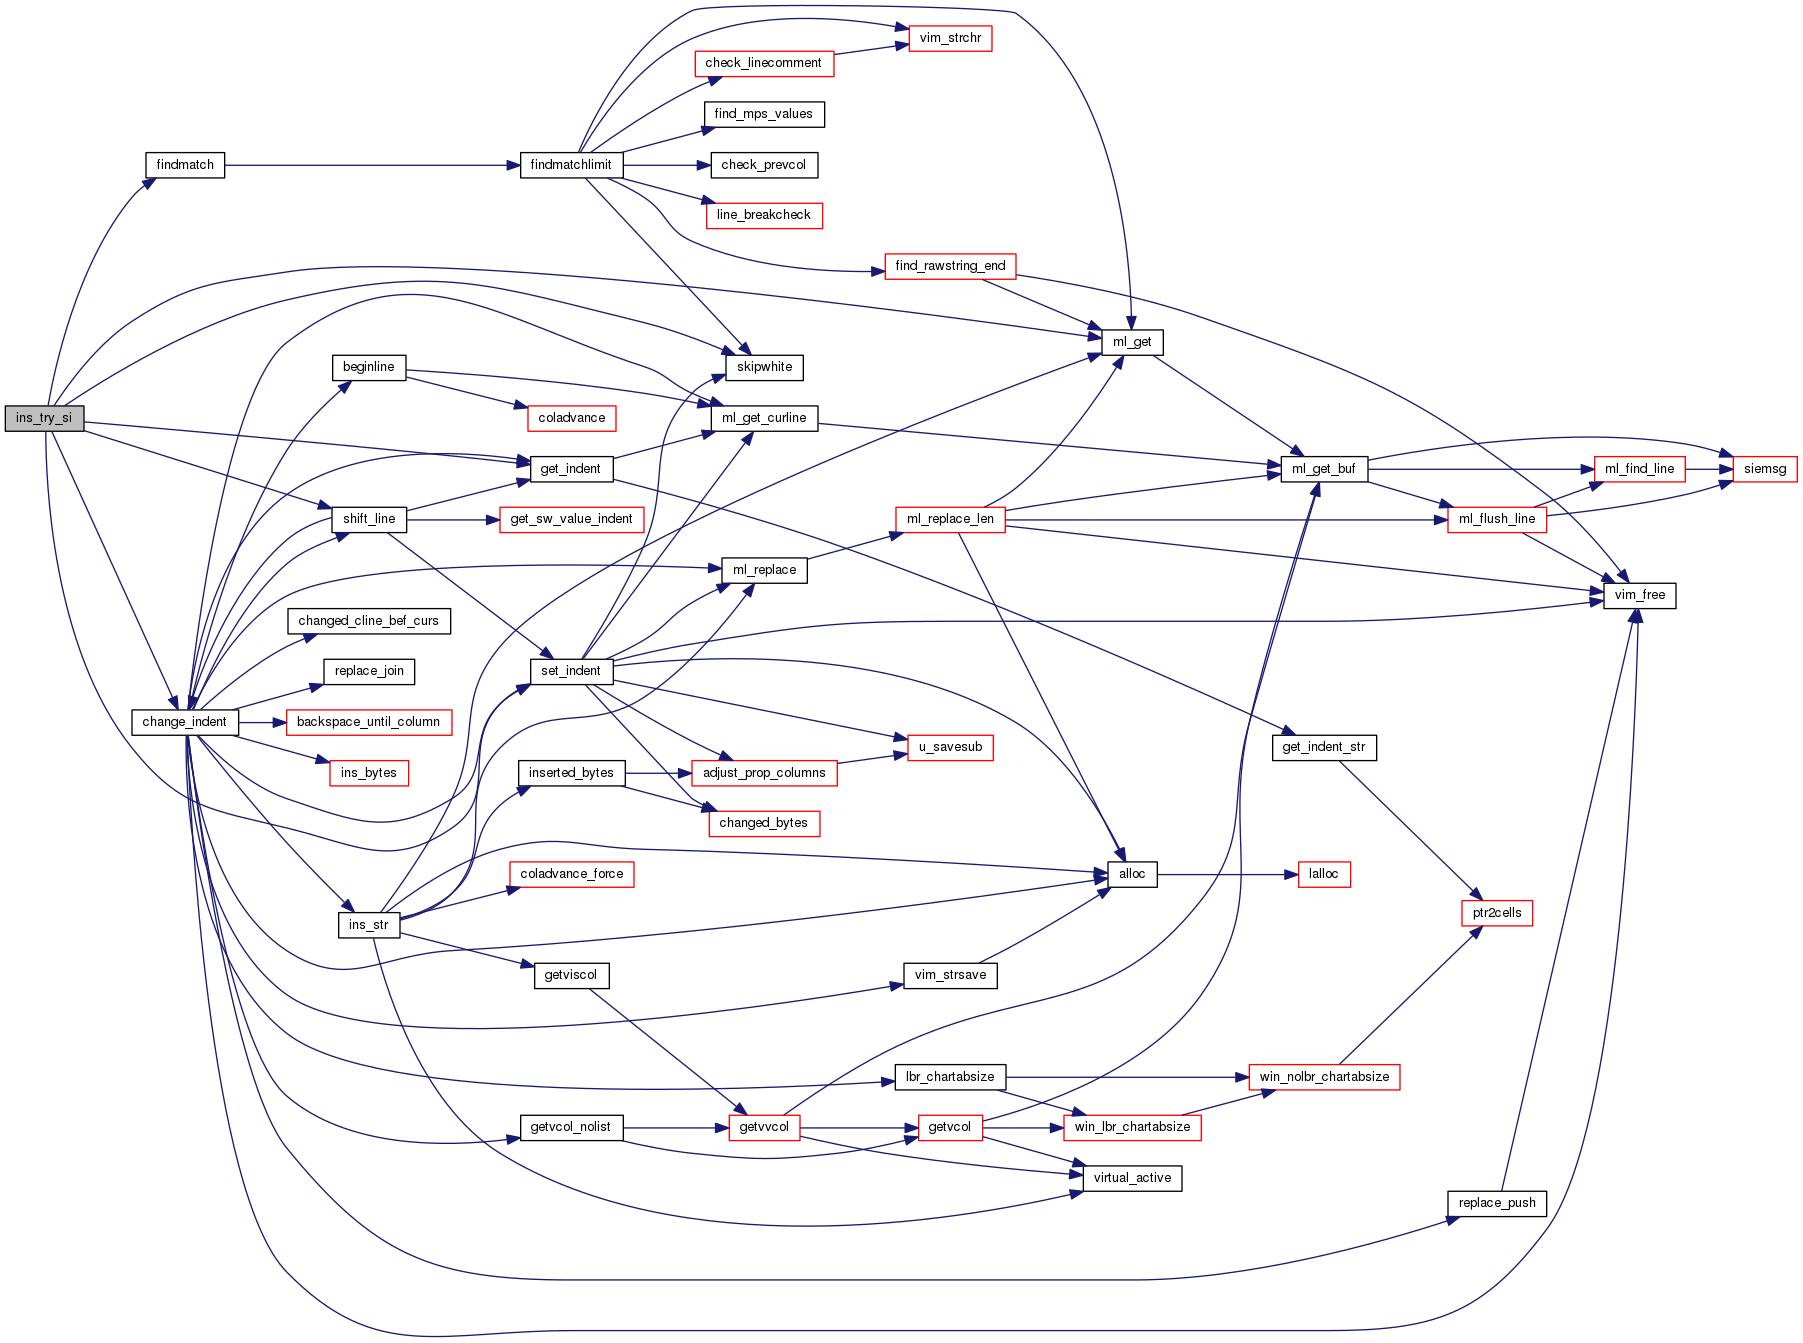 vim_strchr
check_linecomment
find_mps_values
findmatch
findmatchlimit
check_prevcol
line_breakcheck
find_rawstring_end
ml_get
beginline
skipwhite
ins_try_si
coladvance
ml_get_curline
get_indent
ml_get_buf
ml_find_line
siemsg
shift_line
get_sw_value_indent
ml_replace_len
ml_flush_line
ml_replace
vim_free
changed_cline_bef_curs
replace_join
set_indent
change_indent
backspace_until_column
u_savesub
get_indent_str
ins_bytes
inserted_bytes
adjust_prop_columns
changed_bytes
coladvance_force
alloc
lalloc
ins_str
ptr2cells
getviscol
vim_strsave
lbr_chartabsize
win_nolbr_chartabsize
getvcol_nolist
getvvcol
getvcol
win_lbr_chartabsize
virtual_active
replace_push